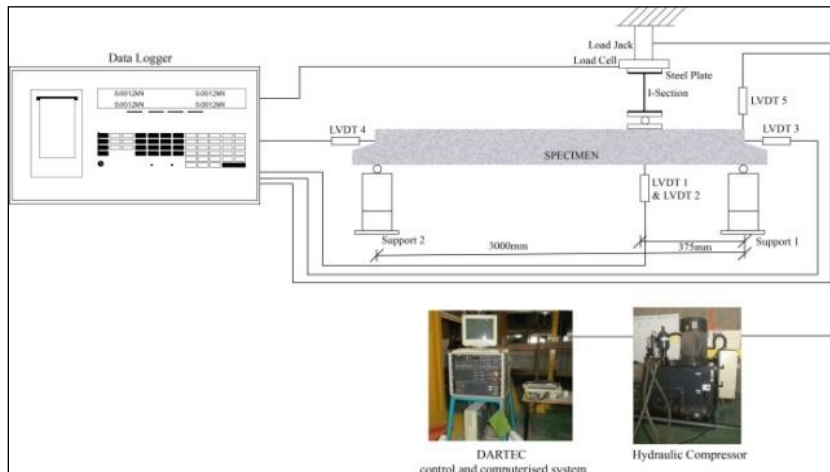 Data Logger
0.0012kN 0.0012kN
0.0012kN 0.0012kN
Load Jack
Load Cell
Steel Plate
I-Section
LVDT 5
LVDT 4
LVDT 3
SPECIMEN
LVDT 1
& LVDT 2
Support 2
3000mm
375mm
Support 1
DARTEC
control and computerised system
Hydraulic Compressor